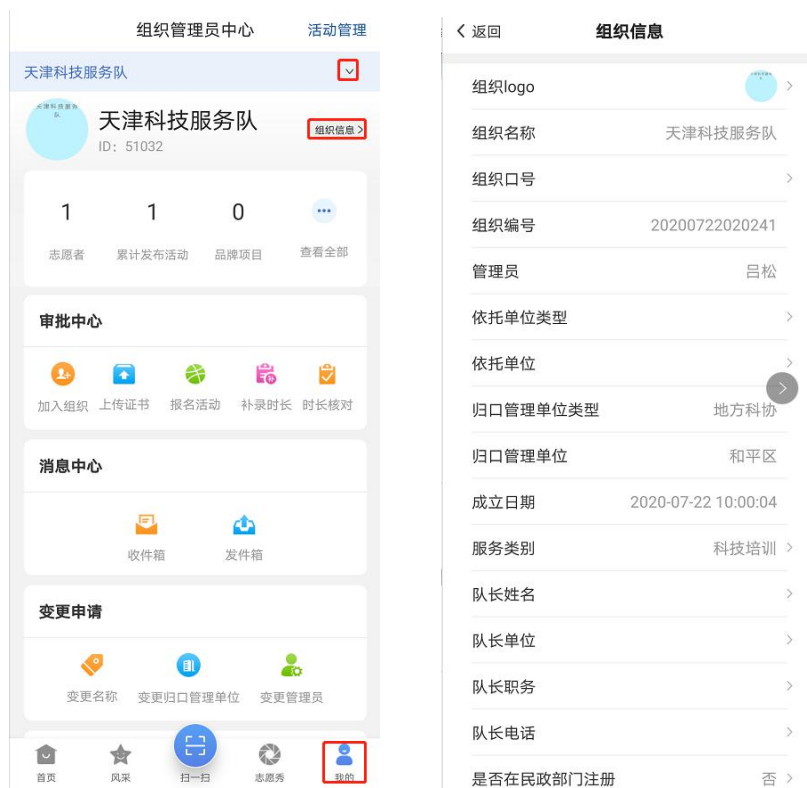 组织管理员中心 活动管理
天津科技服务队
天津科技服务队
天津科技服务队
ID: 51032
组织信息
1 1 0
志愿者 累计发布活动 品牌项目 查看全部
审批中心
加入组织 上传证书 报名活动 补录时长 时长核对
消息中心
收件箱 发件箱
变更申请
变更名称 变更归口管理单位 变更管理员
首页 风采 扫一扫 志愿秀 我的
返回 组织信息
组织logo
组织名称 天津科技服务队
组织口号
组织编号 20200722020241
管理员 吕松
依托单位类型
依托单位
归口管理单位类型 地方科协
归口管理单位 和平区
成立日期 2020-07-22 10:00:04
服务类别 科技培训
队长姓名
队长单位
队长职务
队长电话
是否在民政部门注册 否